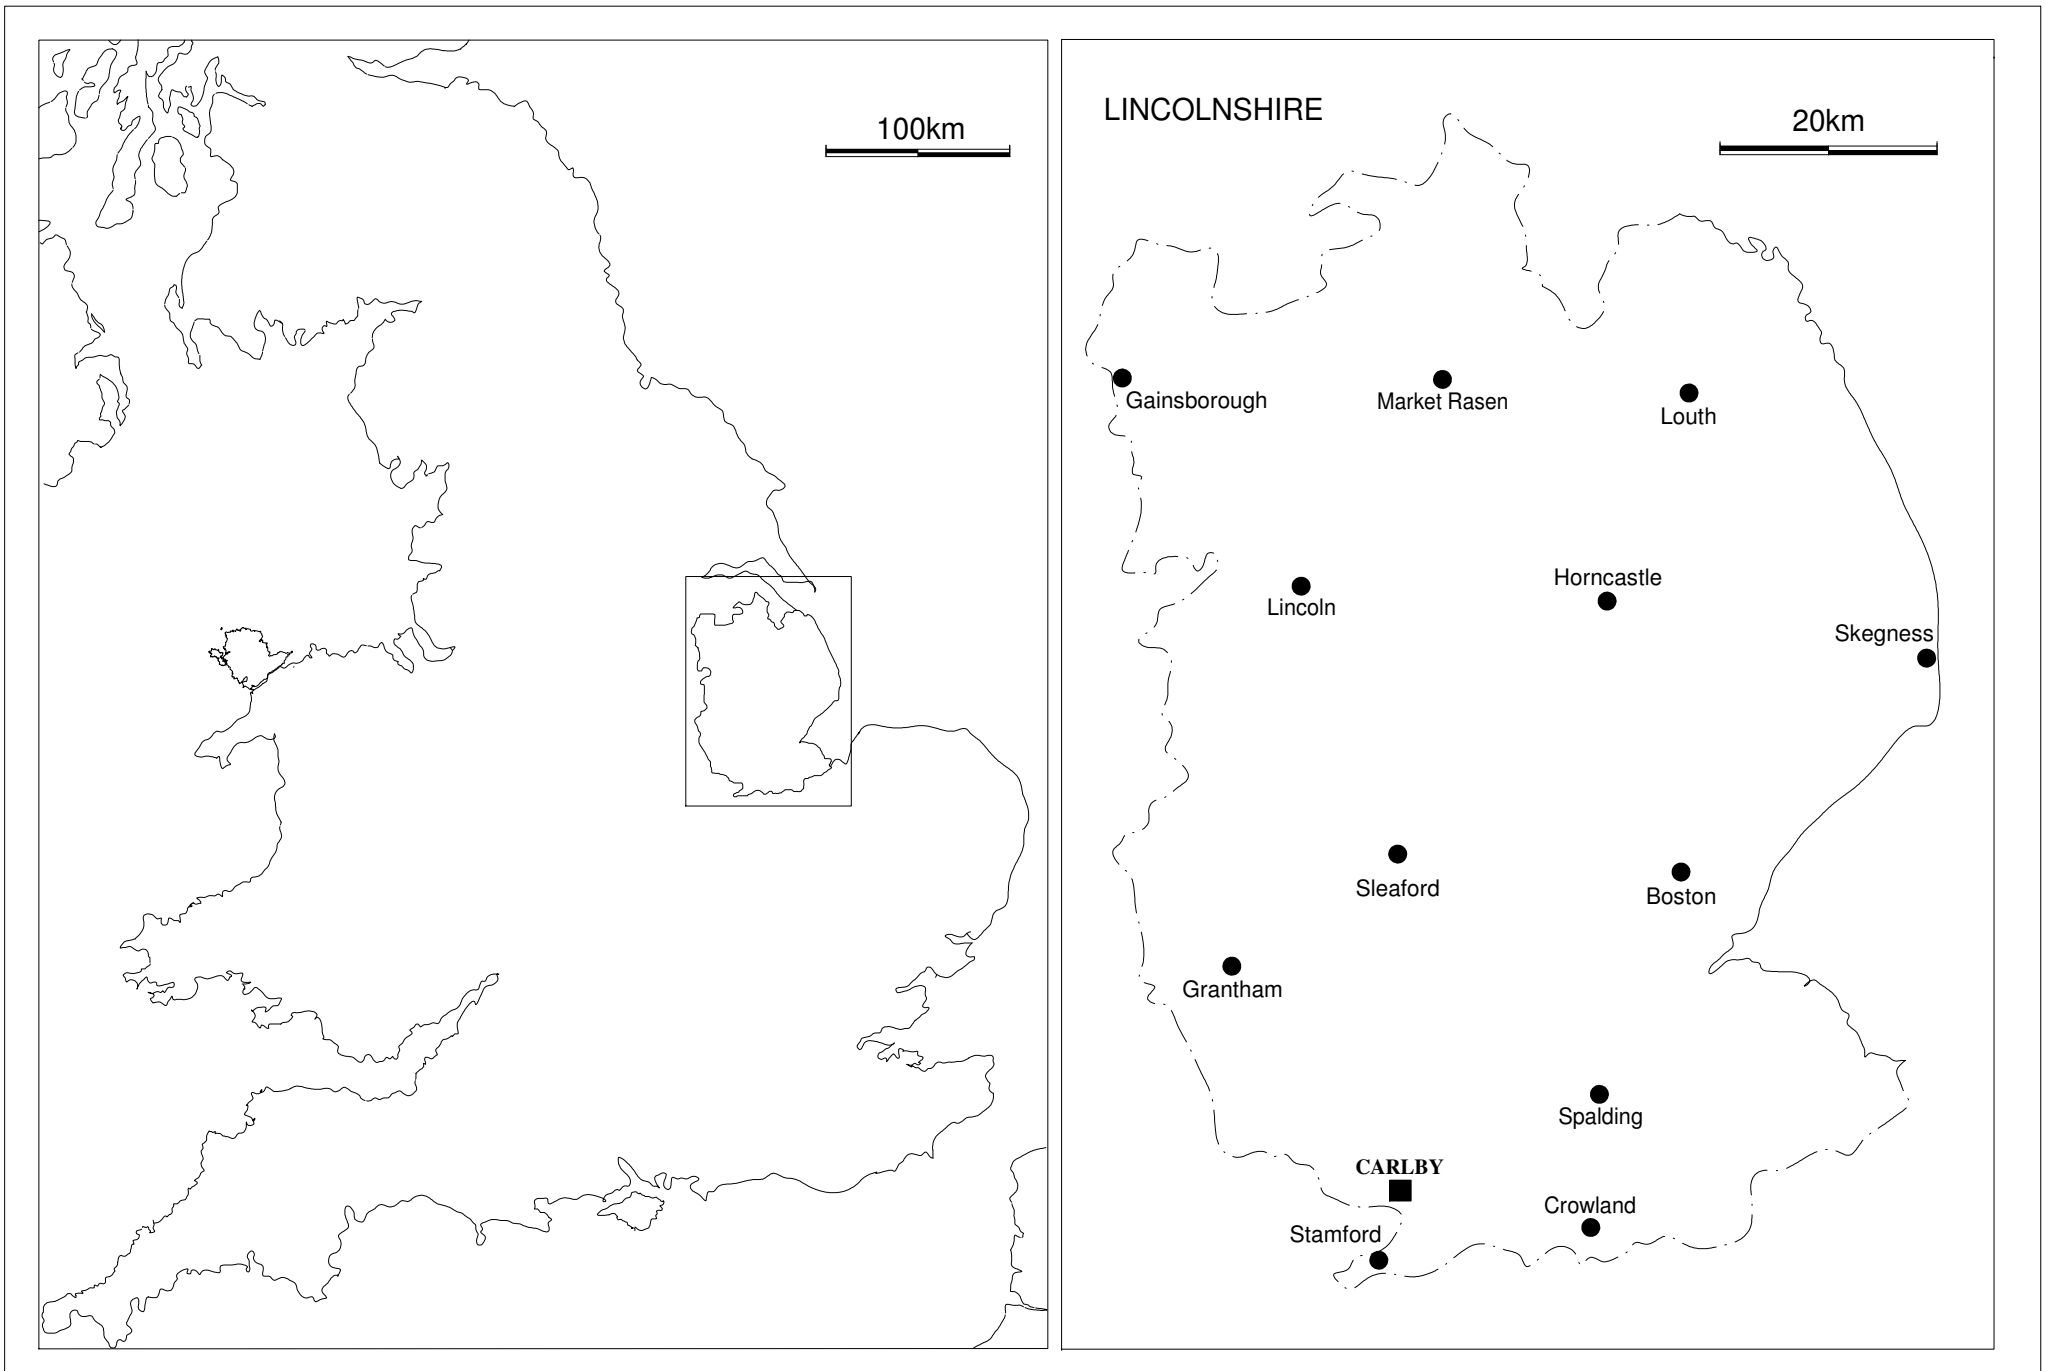 100km
LINCOLNSHIRE
20km
Gainsborough
Market Rasen
Louth
Lincoln
Horncastle
Skegness
Sleaford
Boston
Grantham
Spalding
CARLBY
Crowland
Stamford